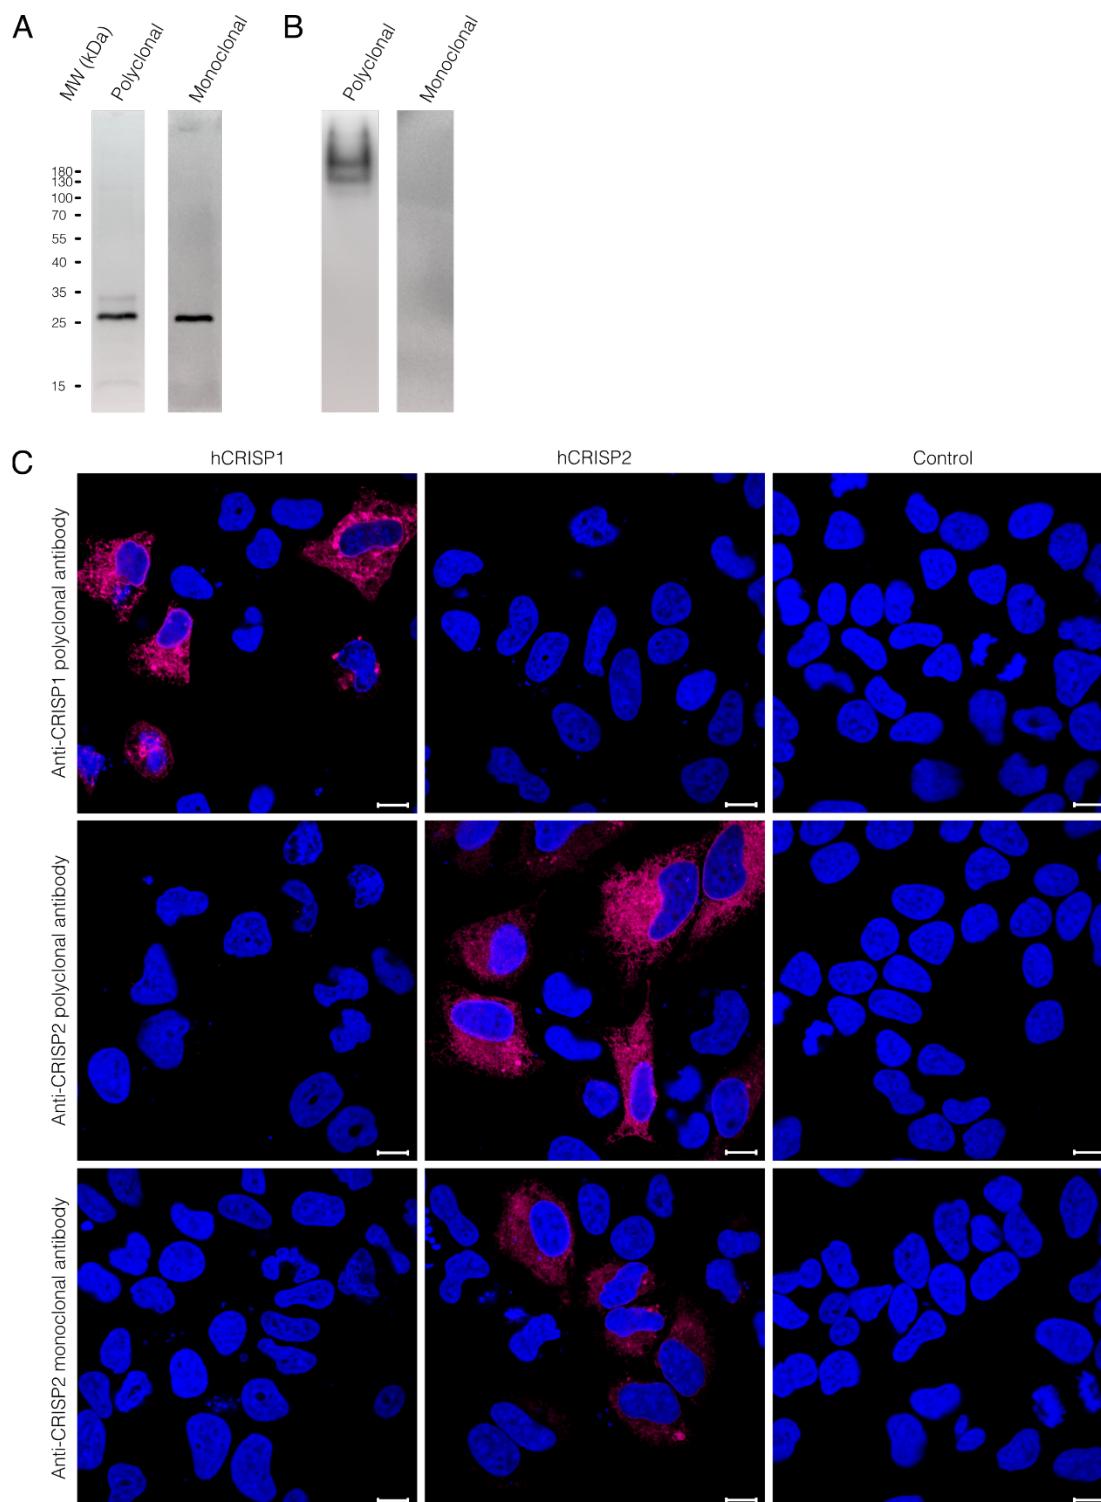 A
B
MW (kDa)
Polyclonal
Monoclonal
Polyclonal
Monoclonal
180
130
100
70
55
40
35
25
15
C
hCRISP1
hCRISP2
Control
Anti-CRISP1 polyclonal antibody
Anti-CRISP2 polyclonal antibody
Anti-CRISP2 monoclonal antibody